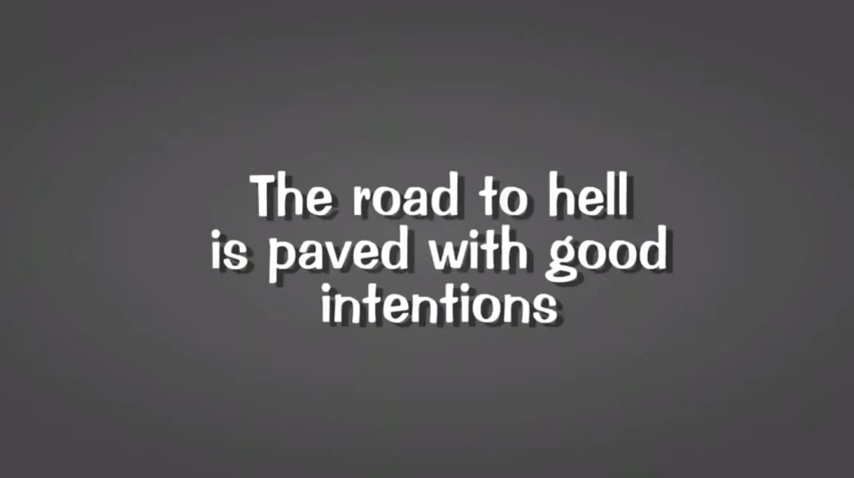 The road to hell
is paved with good
intentions